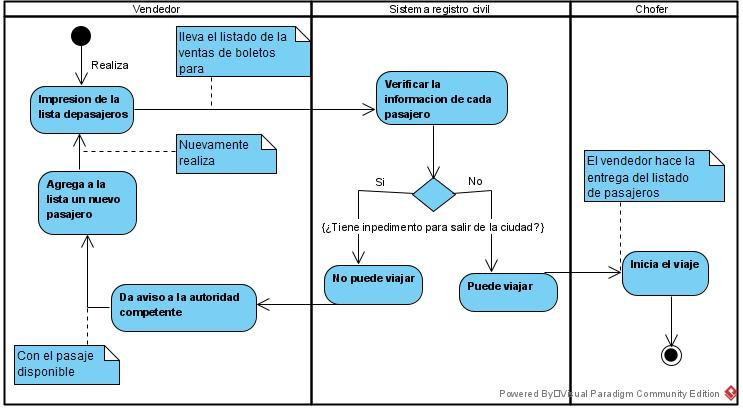 Vendedor
Sistema registro civil
Chofer
lleva el listado de la
ventas de boletos
para
Realiza
Impresion de la
lista depasajeros
Verificar la
informacion de cada
pasajero
Nuevamente
realiza
El vendedor hace la
entrega del listado
de pasajeros
Agrega a la
lista un nuevo
pasajero
Si
No
{¿Tiene inpedimento para salir de la ciudad?}
No puede viajar
Puede viajar
Inicia el viaje
Da aviso a la autoridad
competente
Con el pasaje
disponible
Powered By Visual Paradigm Community Edition